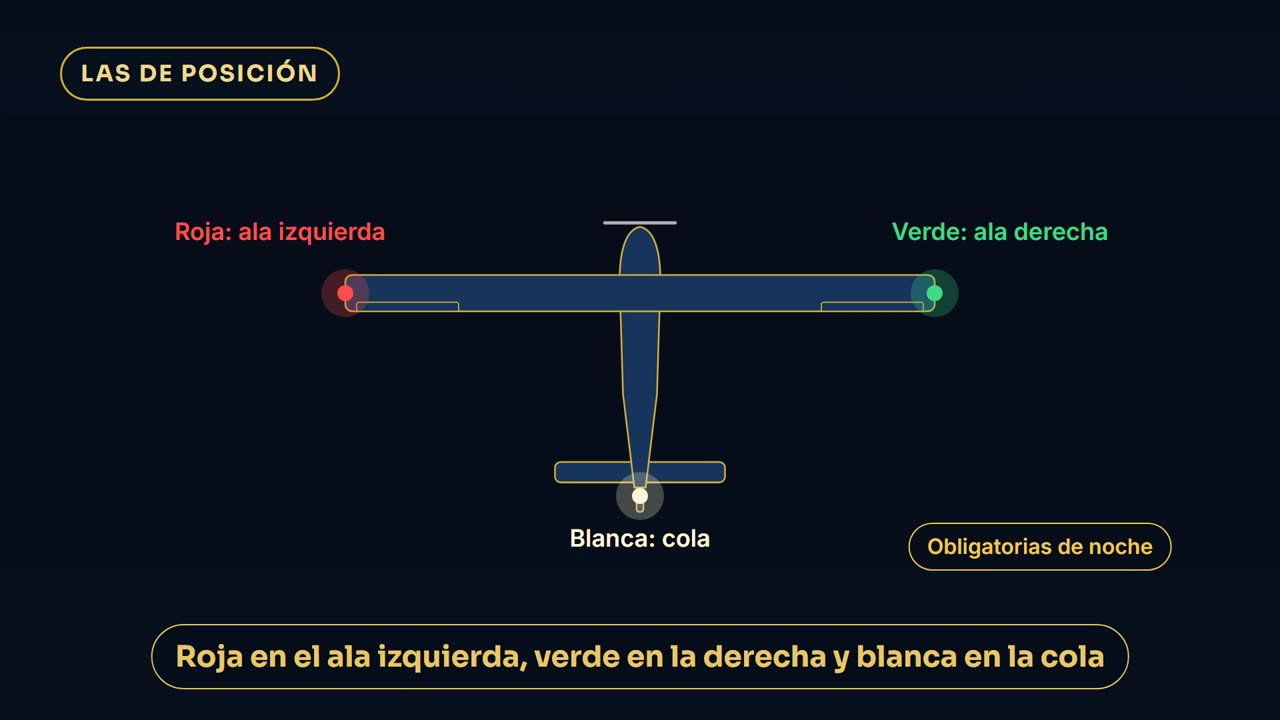 LAS DE POSICIÓN
Roja: ala izquierda
Verde: ala derecha
Blanca: cola
Obligatorias de noche
Roja en el ala izquierda, verde en la derecha y blanca en la cola